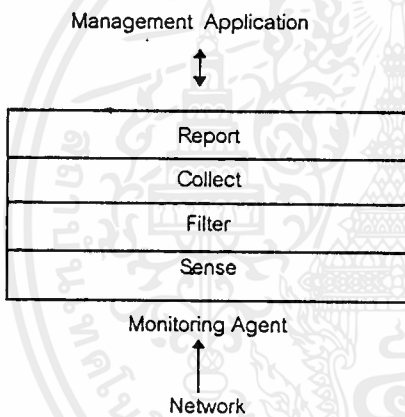 Management Application
Report
Collect
Filter
Sense
Monitoring Agent
Network